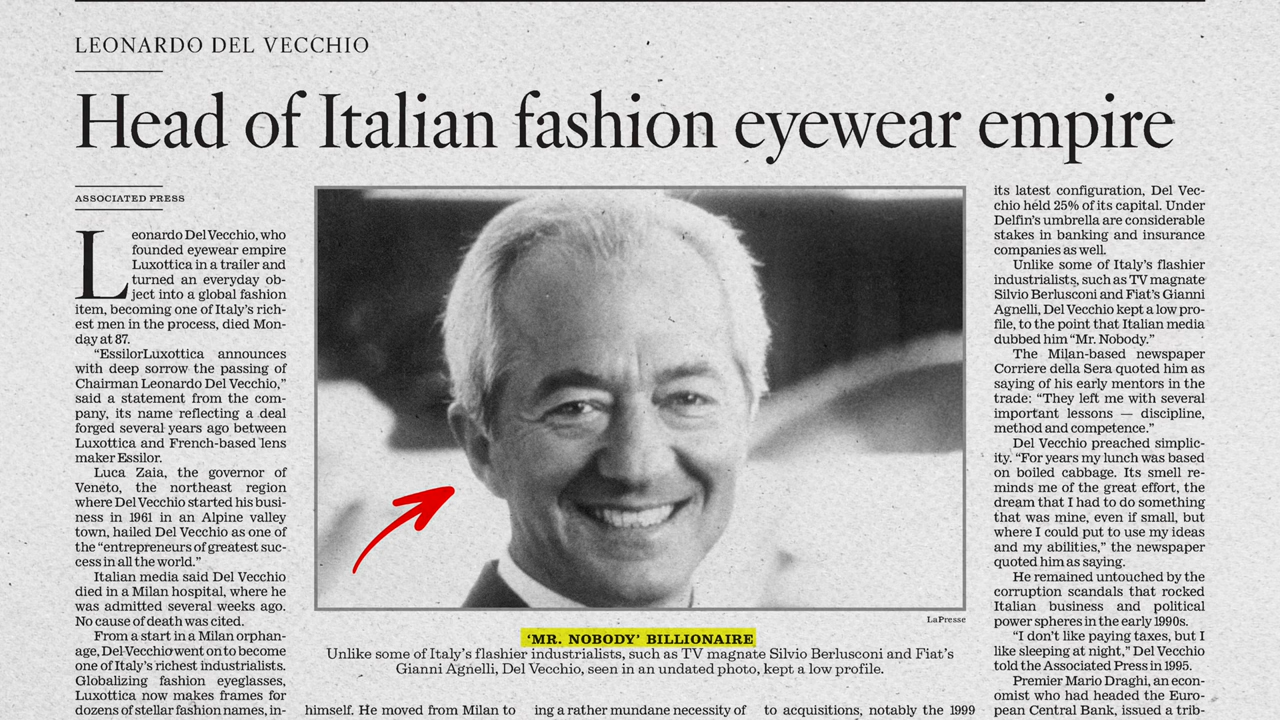 LEONARDO DEL VECCHIO
Head of Italian fashion eyewear empire
ASSOCIATED PRESS
Leonardo Del Vecchio, who
founded eyewear empire
Luxottica in a trailer and
turned an everyday ob-
ject into a global fashion
item, becoming one of Italy's rich-
est men in the process, died Mon-
day at 87.
"EssilorLuxottica announces
with deep sorrow the passing of
Chairman Leonardo Del Vecchio,"
said a statement from the com-
pany, its name reflecting a deal
forged several years ago between
Luxottica and French-based lens
maker Essilor.
Luca Zaia, the governor of
Veneto, the northeast region
where Del Vecchio started his busi-
ness in 1961 in an Alpine valley
town, hailed Del Vecchio as one of
the "entrepreneurs of greatest suc-
cess in all the world."
Italian media said Del Vecchio
died in a Milan hospital, where he
was admitted several weeks ago.
No cause of death was cited.
From a start in a Milan orphan-
age, Del Vecchio went on to become
one of Italy's richest industrialists.
Globalizing fashion eyeglasses,
Luxottica now makes frames for
dozens of stellar fashion names, in-
LaPresse
'MR. NOBODY' BILLIONAIRE
Unlike some of Italy's flashier industrialists, such as TV magnate Silvio Berlusconi and Fiat's
Gianni Agnelli, Del Vecchio, seen in an undated photo, kept a low profile.
himself. He moved from Milan to
ing a rather mundane necessity of
to acquisitions, notably the 1999
its latest configuration, Del Vec-
chio held 25% of its capital. Under
Delfin's umbrella are considerable
stakes in banking and insurance
companies as well.
Unlike some of Italy's flashier
industrialists, such as TV magnate
Silvio Berlusconi and Fiat's Gianni
Agnelli, Del Vecchio kept a low pro-
file, to the point that Italian media
dubbed him "Mr. Nobody."
The Milan-based newspaper
Corriere della Sera quoted him as
saying of his early mentors in the
trade: "They left me with several
important lessons — discipline,
method and competence."
Del Vecchio preached simplic-
ity. "For years my lunch was based
on boiled cabbage. Its smell re-
minds me of the great effort, the
dream that I had to do something
that was mine, even if small, but
where I could put to use my ideas
and my abilities," the newspaper
quoted him as saying.
He remained untouched by the
corruption scandals that rocked
Italian business and political
power spheres in the early 1990s.
"I don't like paying taxes, but I
like sleeping at night," Del Vecchio
told the Associated Press in 1995.
Premier Mario Draghi, an econ-
omist who had headed the Euro-
pean Central Bank, issued a trib-